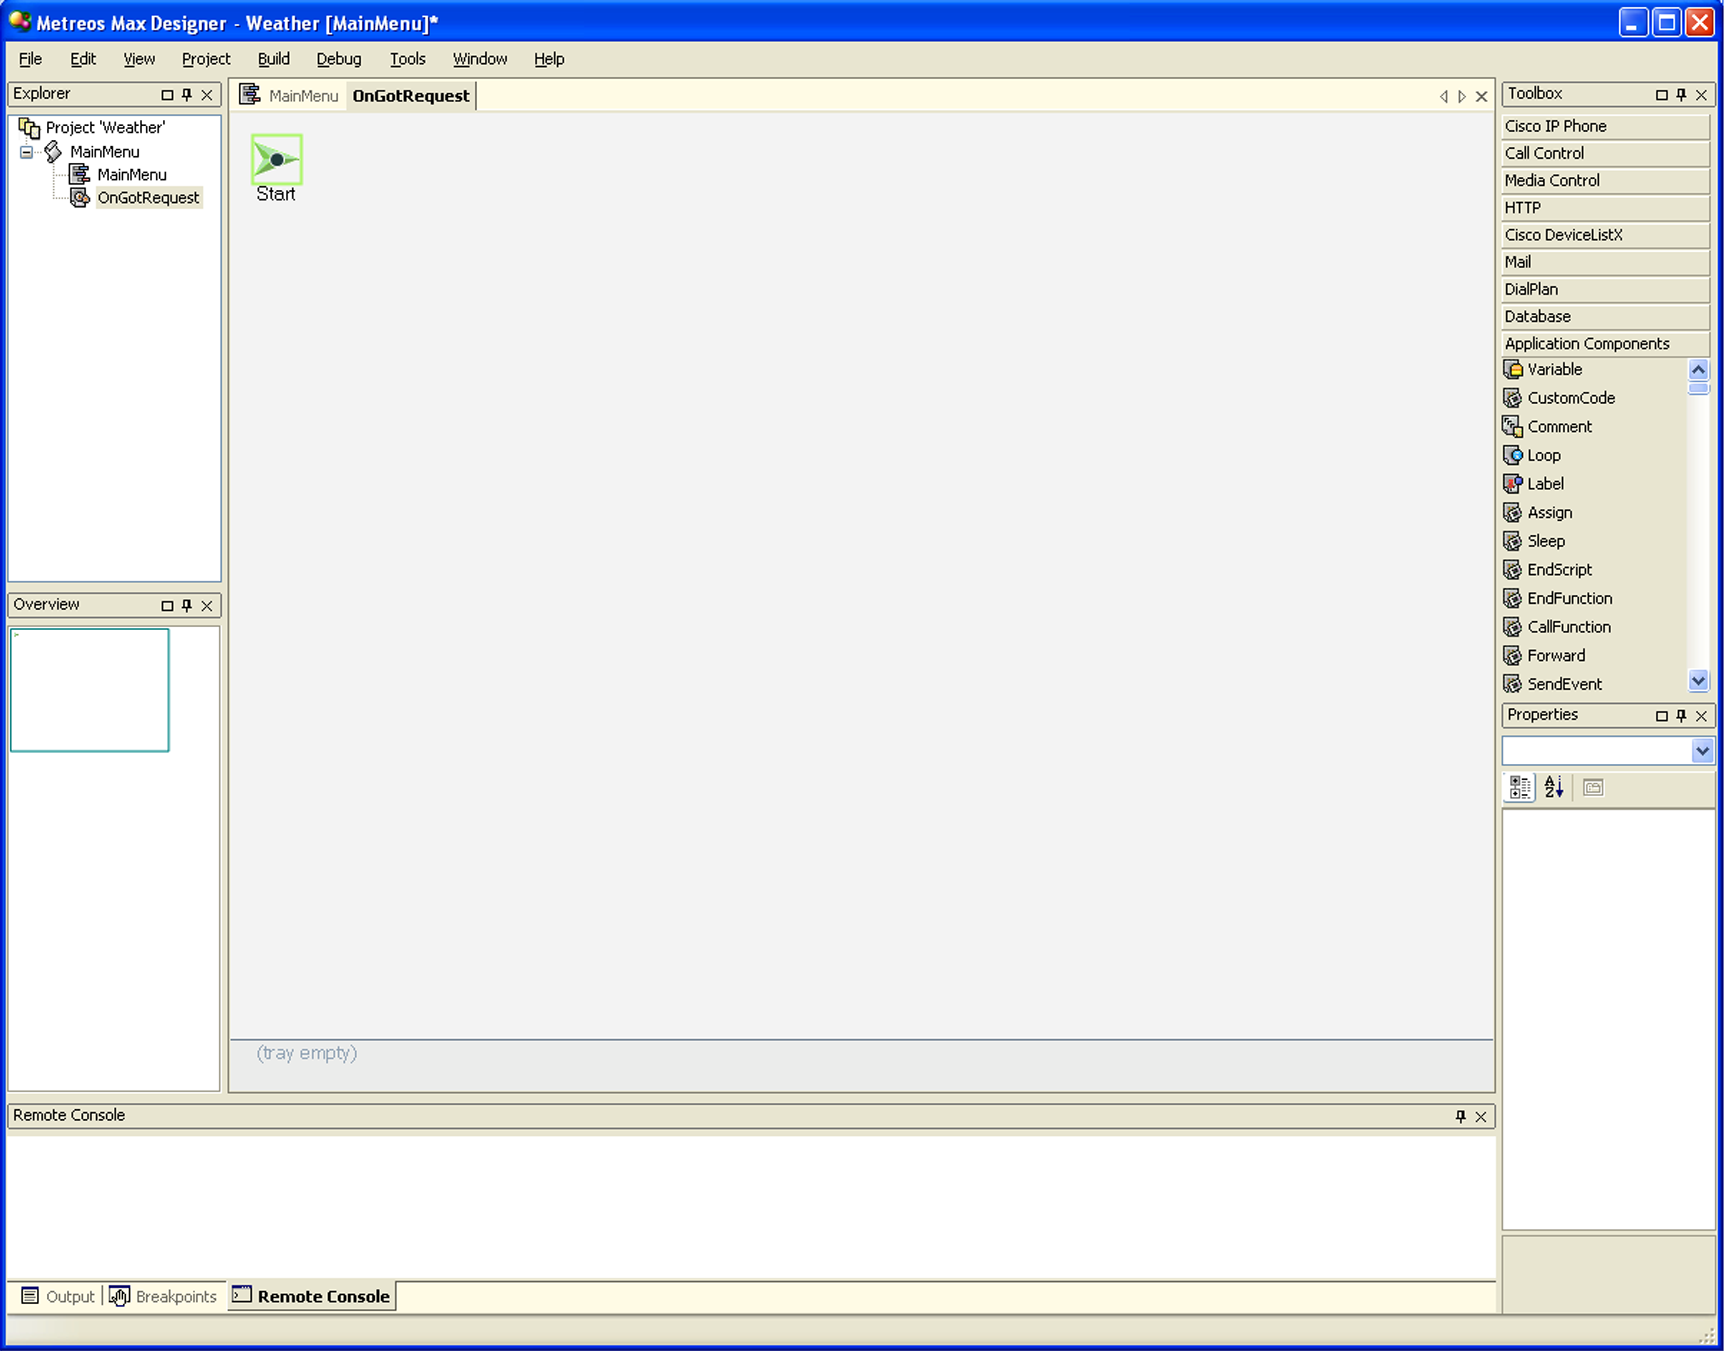 Metreos Max Designer - Weather [MainMenu]*
File Edit View Project Build Debug Tools Window Help
Explorer
Project 'Weather'
MainMenu
MainMenu
OnGotRequest
Overview
MainMenu OnGotRequest
Start
(tray empty)
Toolbox
Cisco IP Phone
Call Control
Media Control
HTTP
Cisco DeviceListX
Mail
DialPlan
Database
Application Components
Variable
CustomCode
Comment
Loop
Label
Assign
Sleep
EndScript
EndFunction
CallFunction
Forward
SendEvent
Properties
A
Z
Remote Console
Output Breakpoints Remote Console